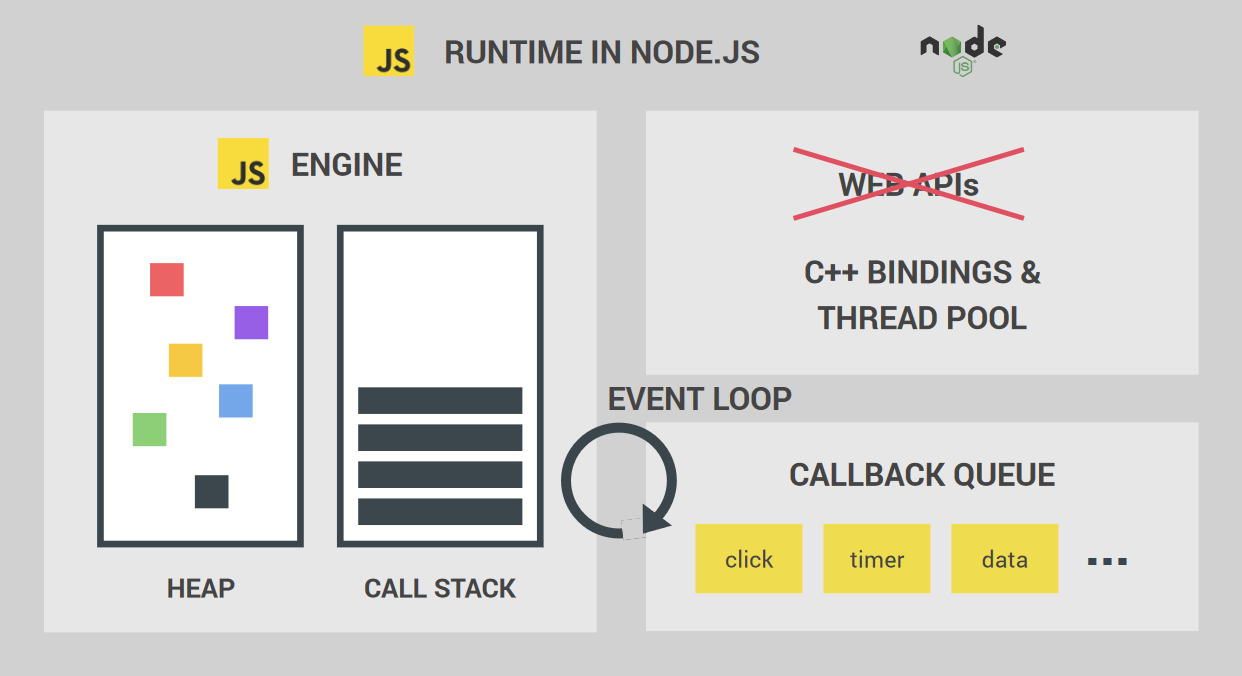 JS RUNTIME IN NODE.JS
node
JS
JS ENGINE
HEAP
CALL STACK
WEB APIs
C++ BINDINGS &
THREAD POOL
EVENT LOOP
CALLBACK QUEUE
click
timer
data
...